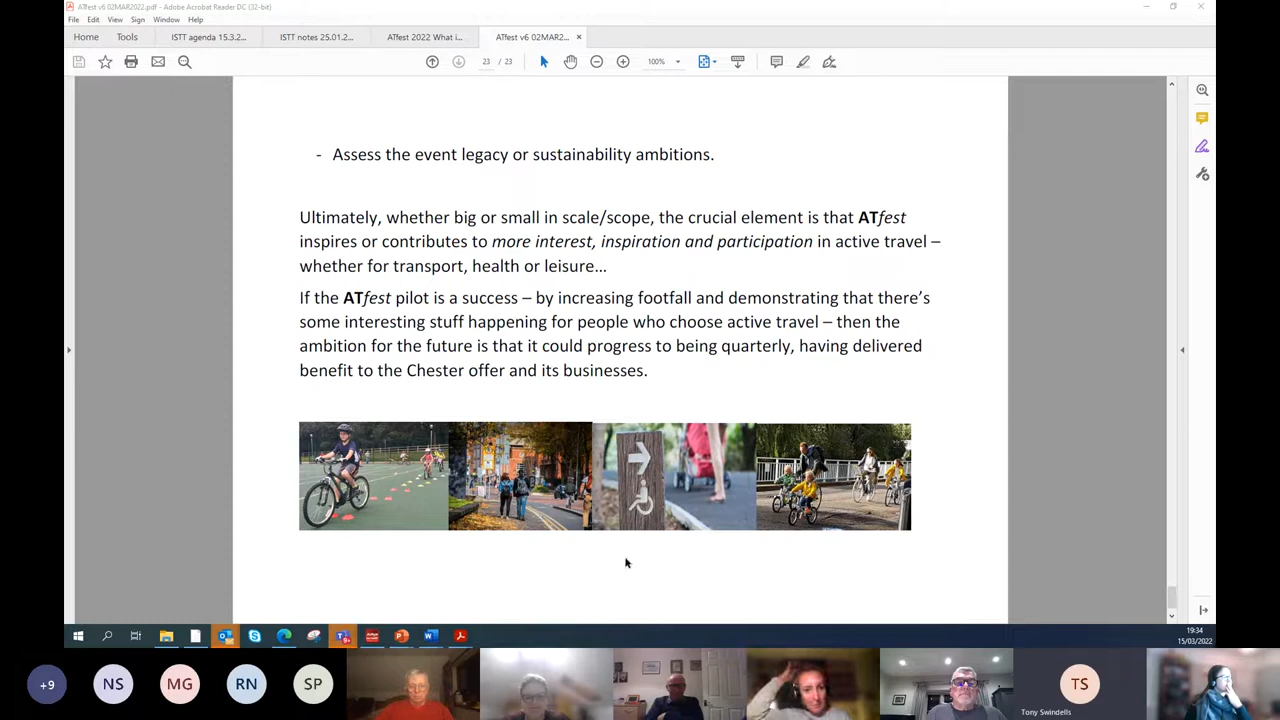 ATfest v6 02MAR2022.pdf - Adobe Acrobat Reader DC (32-bit)
File Edit View Sign Window Help
Home Tools ISTT agenda 15.3.2... ISTT notes 25.01.2... ATfest 2022 What i... ATfest v6 02MAR2... ×
23 / 23 100%
- Assess the event legacy or sustainability ambitions.
Ultimately, whether big or small in scale/scope, the crucial element is that ATfest
inspires or contributes to more interest, inspiration and participation in active travel –
whether for transport, health or leisure…
If the ATfest pilot is a success – by increasing footfall and demonstrating that there’s
some interesting stuff happening for people who choose active travel – then the
ambition for the future is that it could progress to being quarterly, having delivered
benefit to the Chester offer and its businesses.
19:34
15/03/2022
+9 NS MG RN SP TS
Tony Swindells